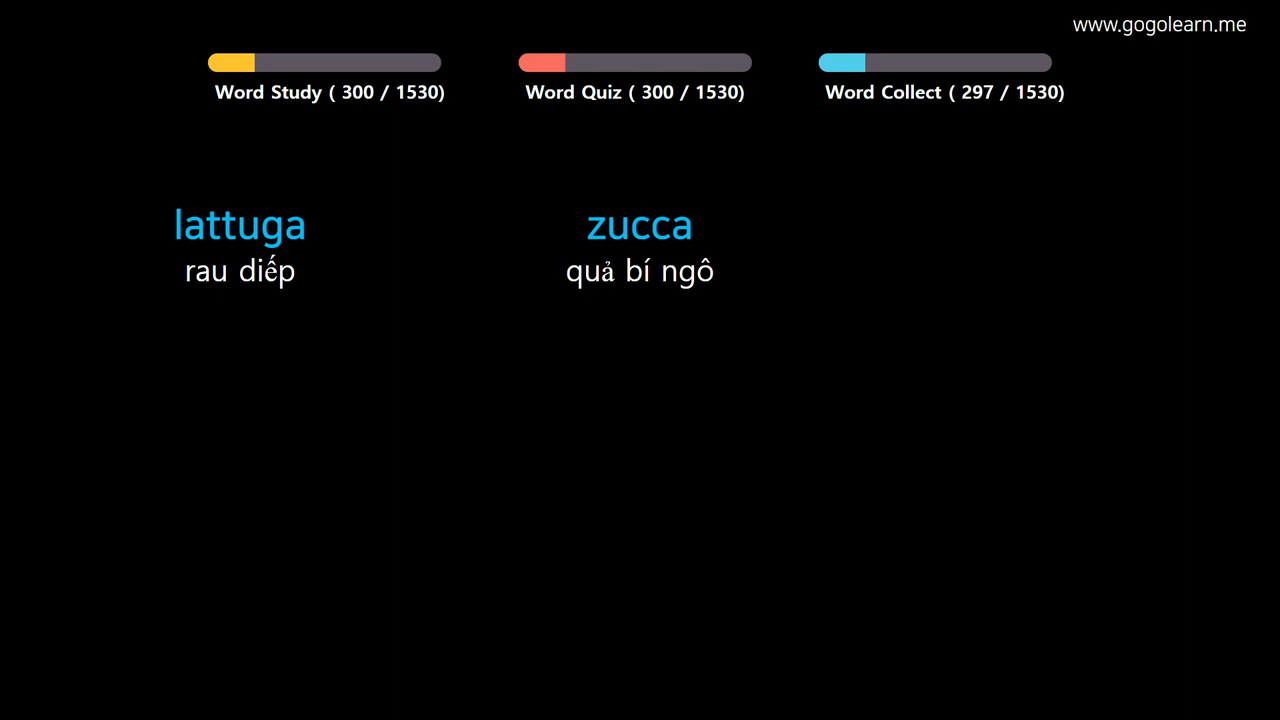 www.gogolearn.me
Word Study ( 300 / 1530)
Word Quiz ( 300 / 1530)
Word Collect ( 297 / 1530)
lattuga
rau diếp
zucca
quả bí ngô